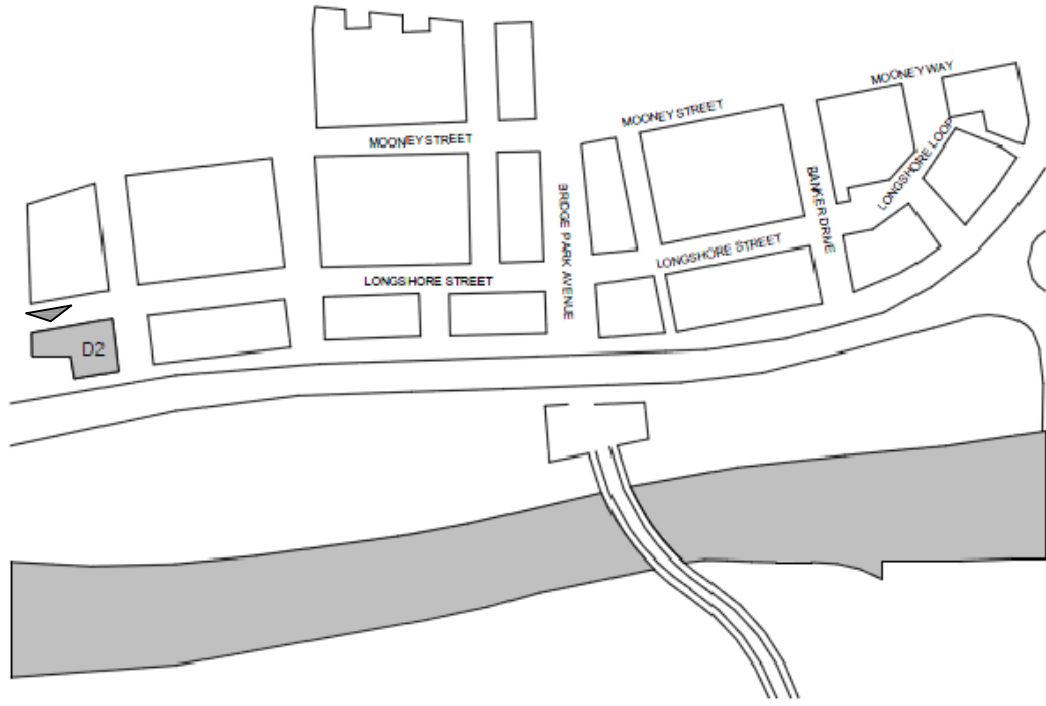 MOONEY WAY
MOONEY STREET
MOONEY STREET
LONGSHORE LOOP
BRIDGE PARK AVENUE
BANKER DRIVE
LONGSHORE STREET
LONGSHORE STREET
D2